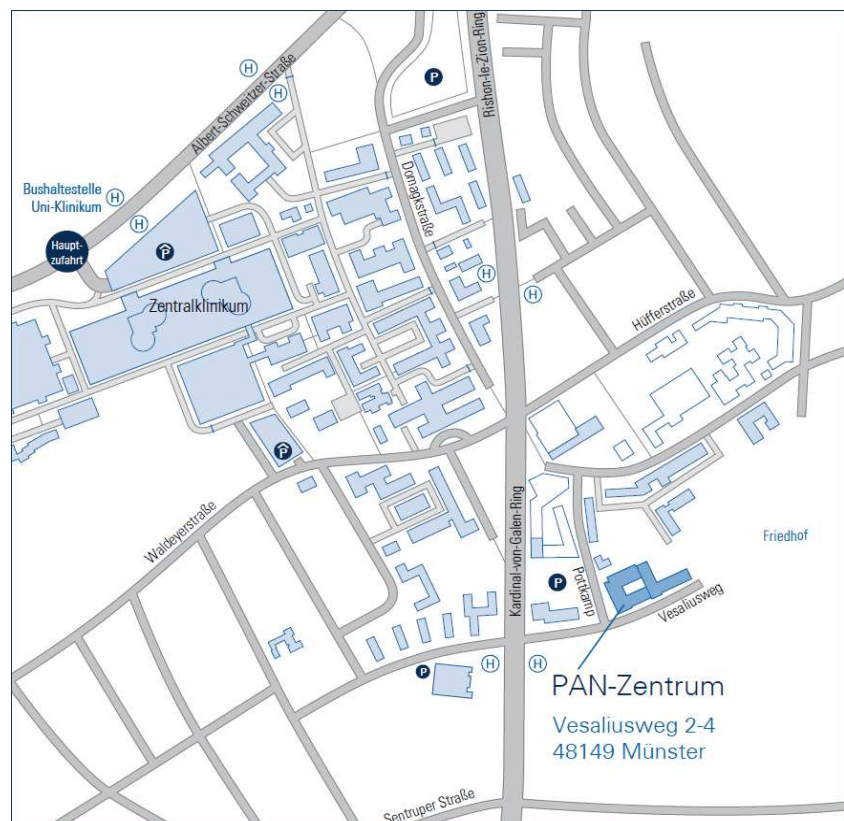 H
Albert-Schweitzer-Straße
H
P
Rishon-le-Zion-Ring
Bushaltestelle
Uni-Klinikum
H
H
Domagkstraße
Haupt-
zufahrt
P
H
H
Zentralklinikum
Hüfferstraße
P
Waldeyerstraße
Kardinal-von-Galen-Ring
Friedhof
P
Pottkamp
Vesaliusweg
H
H
P
PAN-Zentrum
Vesaliusweg 2-4
48149 Münster
Sentruper Straße